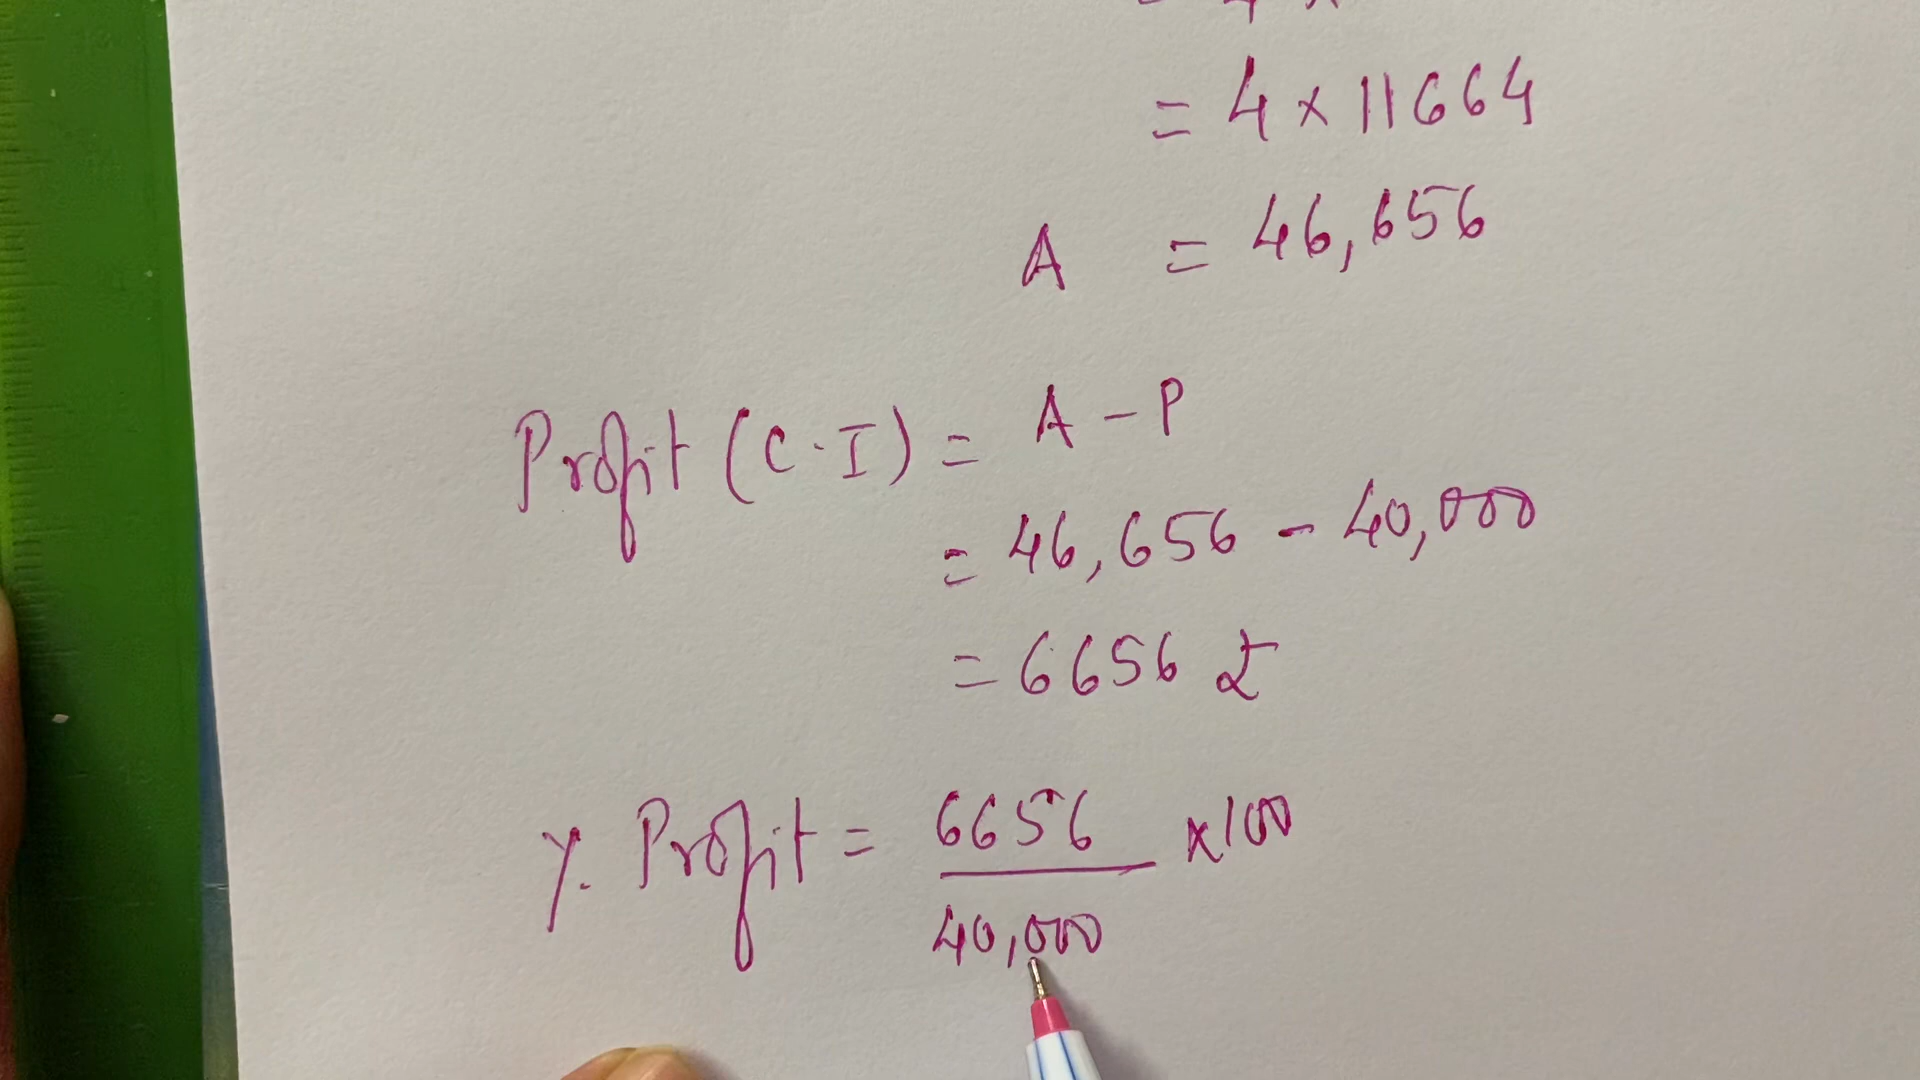 = 4 × 11664
A = 46,656
Profit (C.I) = A - P
= 46,656 - 40,000
= 6656 ₹
%. Profit = 6656 ×100
40,000